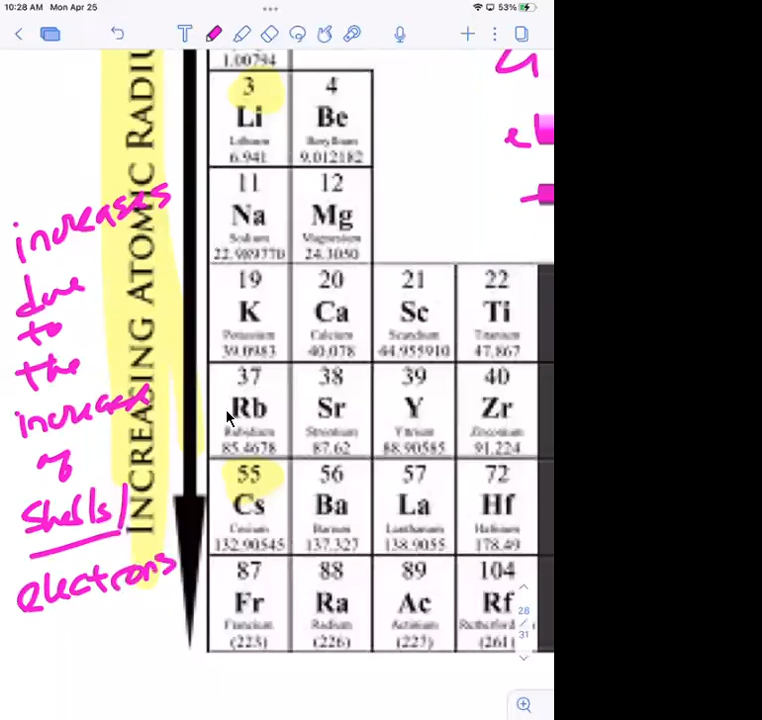 10:28 AM Mon Apr 25
53%
1.00794
3
4
Li
Be
Lithium
Beryllium
6.941
9.012182
11
12
Na
Mg
Sodium
Magnesium
22.989770
24.3050
19
20
21
22
K
Ca
Sc
Ti
Potassium
Calcium
Scandium
Titanium
39.0983
40.078
44.955910
47.867
37
38
39
40
Rb
Sr
Y
Zr
Rubidium
Strontium
Yttrium
Zirconium
85.4678
87.62
88.90585
91.224
55
56
57
72
Cs
Ba
La
Hf
Cesium
Barium
Lanthanum
Hafnium
132.90545
137.327
138.9055
178.49
87
88
89
104
Fr
Ra
Ac
Rf
Francium
Radium
Actinium
(223)
(226)
(227)
(261)
INCREASING ATOMIC RADIU
increases
due
to
the
increase
of
shells/
electrons
28
/
31